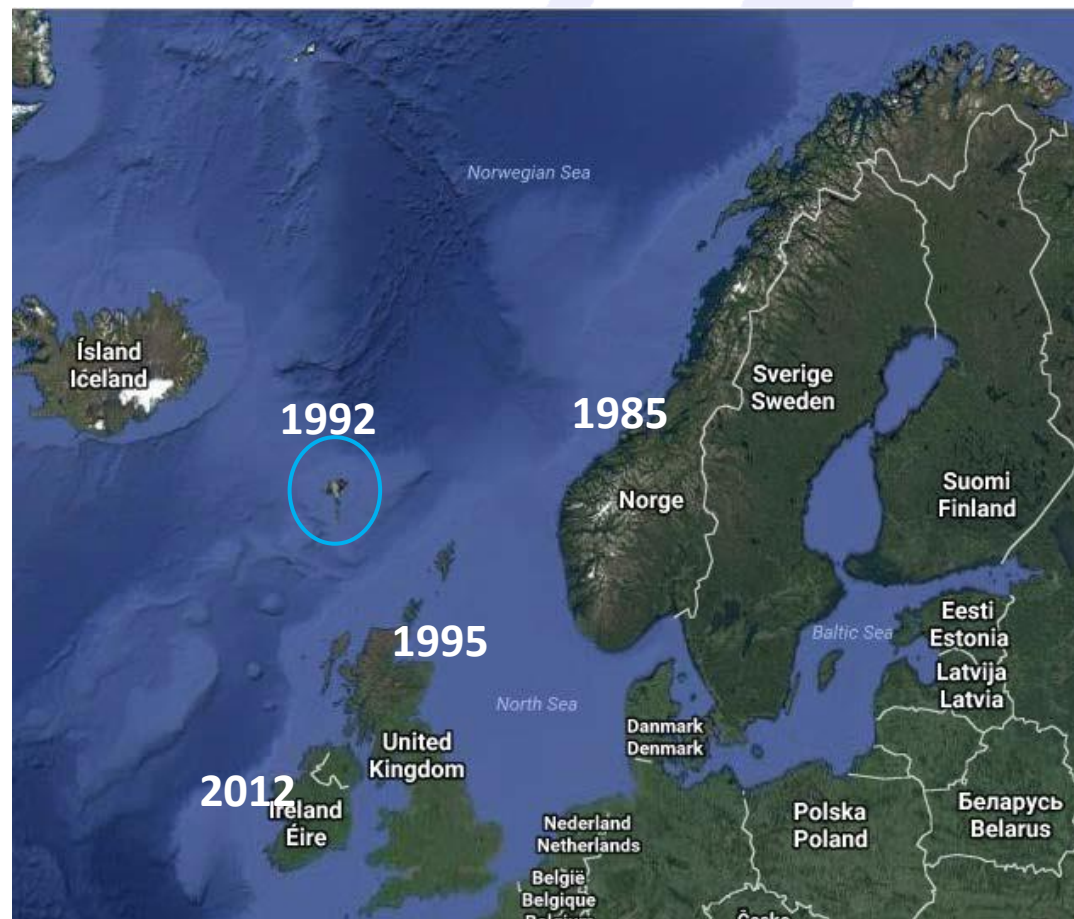 Norwegian Sea
Ísland
Iceland
Sverige
Sweden
1992
1985
Norge
Suomi
Finland
Eesti
Estonia
Baltic Sea
1995
Latvija
Latvia
North Sea
Danmark
Denmark
United
Kingdom
2012
Ireland
Éire
Беларусь
Belarus
Polska
Poland
Nederland
Netherlands
België
Belgique